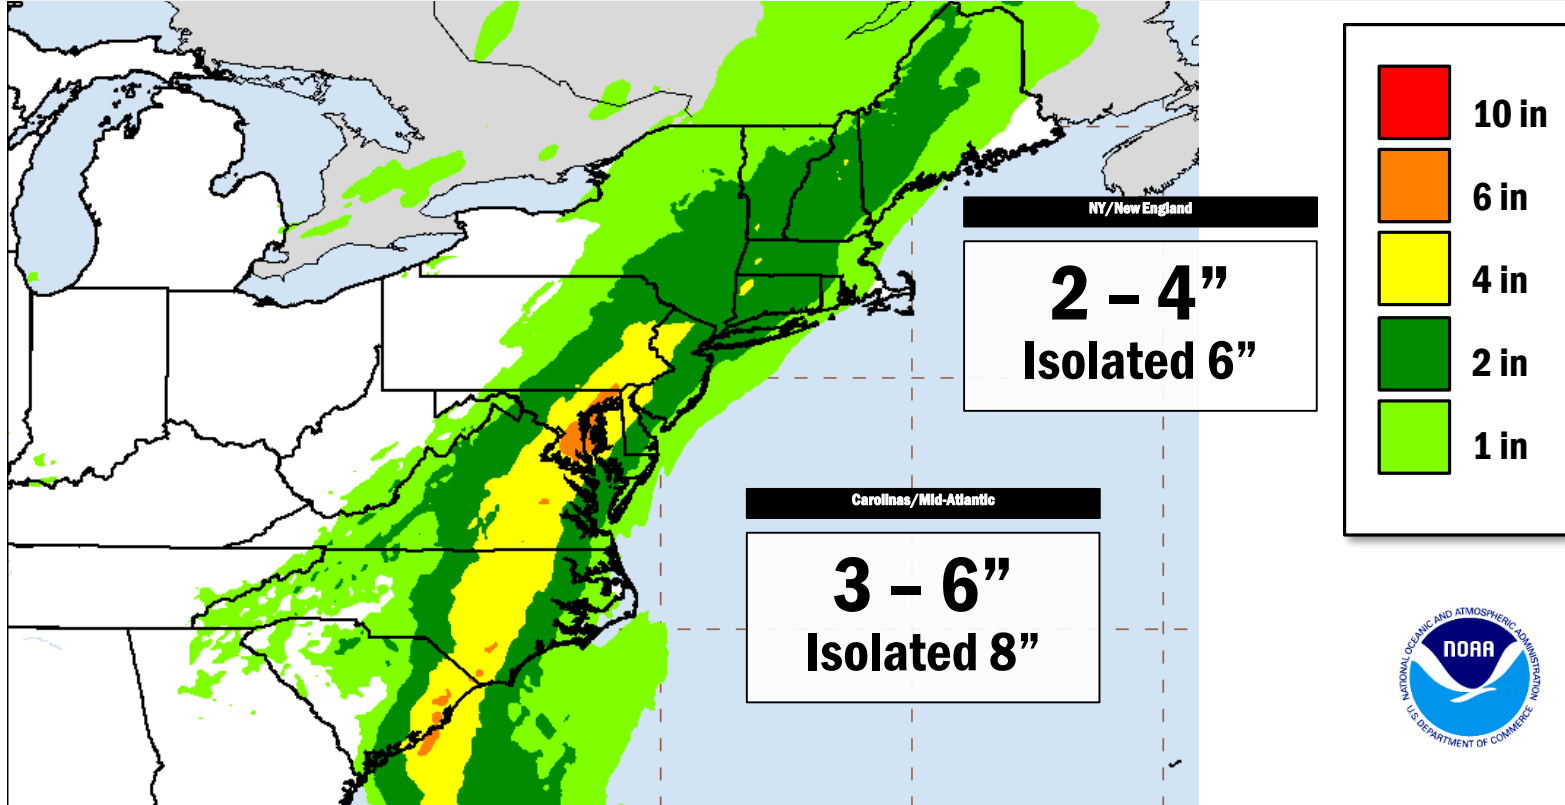 NY/New England
2 – 4”
Isolated 6”
Carolinas/Mid-Atlantic
3 – 6”
Isolated 8”
10 in
6 in
4 in
2 in
1 in
NATIONAL OCEANIC AND ATMOSPHERIC ADMINISTRATION
NOAA
U.S. DEPARTMENT OF COMMERCE